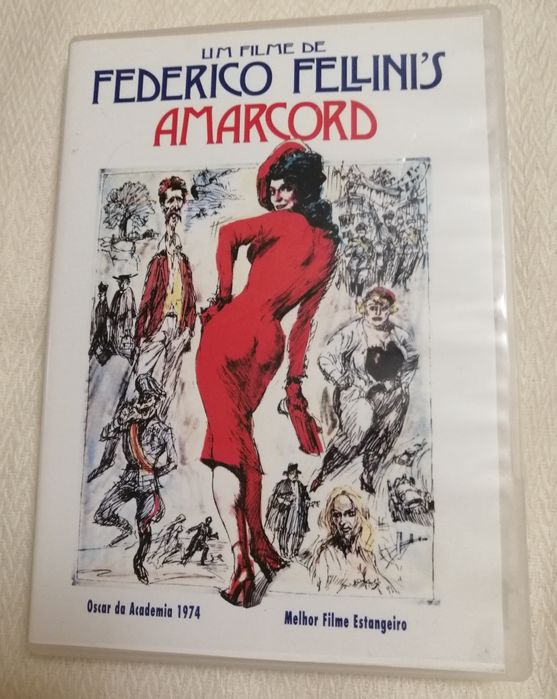 UM FILME DE
FEDERICO FELLINI'S
AMARCORD
Oscar da Academia 1974
Melhor Filme Estangeiro